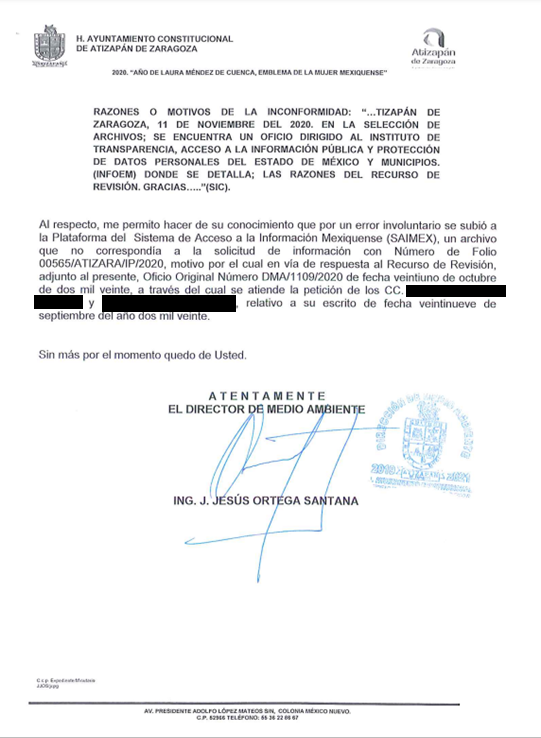 H. AYUNTAMIENTO CONSTITUCIONAL
DE ATIZAPÁN DE ZARAGOZA
Atizapán
de Zaragoza
2020. "AÑO DE LAURA MÉNDEZ DE CUENCA, EMBLEMA DE LA MUJER MEXIQUENSE"
RAZONES O MOTIVOS DE LA INCONFORMIDAD: "…TIZAPÁN DE
ZARAGOZA, 11 DE NOVIEMBRE DEL 2020. EN LA SELECCIÓN DE
ARCHIVOS; SE ENCUENTRA UN OFICIO DIRIGIDO AL INSTITUTO DE
TRANSPARENCIA, ACCESO A LA INFORMACIÓN PÚBLICA Y PROTECCIÓN
DE DATOS PERSONALES DEL ESTADO DE MÉXICO Y MUNICIPIOS.
(INFOEM) DONDE SE DETALLA; LAS RAZONES DEL RECURSO DE
REVISIÓN. GRACIAS....."(SIC).
Al respecto, me permito hacer de su conocimiento que por un error involuntario se subió
a la Plataforma del Sistema de Acceso a la Información Mexiquense (SAIMEX), un archivo
que no correspondía a la solicitud de información con Número de Folio
00565/ATIZARA/IP/2020, motivo por el cual en vía de respuesta al Recurso de Revisión,
adjunto al presente, Oficio Original Número DMA/1109/2020 de fecha veintiuno de octubre
de dos mil veinte, a través del cual se atiende la petición de los CC.
y , relativo a su escrito de fecha veintinueve de
septiembre del año dos mil veinte.
Sin más por el momento quedo de Usted.
A T E N T A M E N T E
EL DIRECTOR DE MEDIO AMBIENTE
DIRECCIÓN DE MEDIO AMBIENTE
ING. J. JESÚS ORTEGA SANTANA
C.c.p. Expediente/Minutario
AV. PRESIDENTE ADOLFO LÓPEZ MATEOS S/N, COLONIA MÉXICO NUEVO.
C.P. 52966 TELÉFONO: 55 36 22 66 67